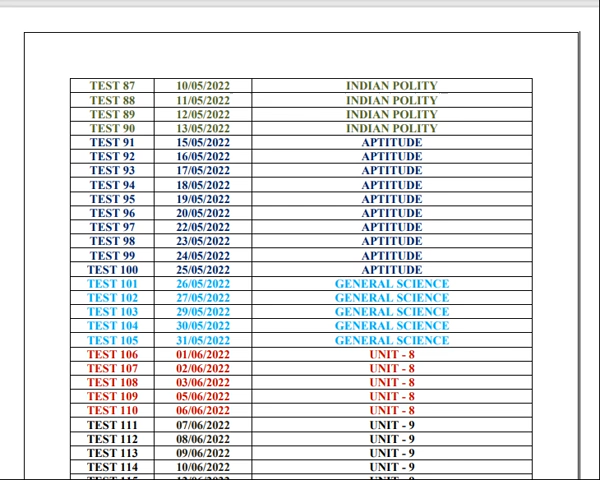 TEST 87 10/05/2022 INDIAN POLITY
TEST 88 11/05/2022 INDIAN POLITY
TEST 89 12/05/2022 INDIAN POLITY
TEST 90 13/05/2022 INDIAN POLITY
TEST 91 15/05/2022 APTITUDE
TEST 92 16/05/2022 APTITUDE
TEST 93 17/05/2022 APTITUDE
TEST 94 18/05/2022 APTITUDE
TEST 95 19/05/2022 APTITUDE
TEST 96 20/05/2022 APTITUDE
TEST 97 22/05/2022 APTITUDE
TEST 98 23/05/2022 APTITUDE
TEST 99 24/05/2022 APTITUDE
TEST 100 25/05/2022 APTITUDE
TEST 101 26/05/2022 GENERAL SCIENCE
TEST 102 27/05/2022 GENERAL SCIENCE
TEST 103 29/05/2022 GENERAL SCIENCE
TEST 104 30/05/2022 GENERAL SCIENCE
TEST 105 31/05/2022 GENERAL SCIENCE
TEST 106 01/06/2022 UNIT - 8
TEST 107 02/06/2022 UNIT - 8
TEST 108 03/06/2022 UNIT - 8
TEST 109 05/06/2022 UNIT - 8
TEST 110 06/06/2022 UNIT - 8
TEST 111 07/06/2022 UNIT - 9
TEST 112 08/06/2022 UNIT - 9
TEST 113 09/06/2022 UNIT - 9
TEST 114 10/06/2022 UNIT - 9